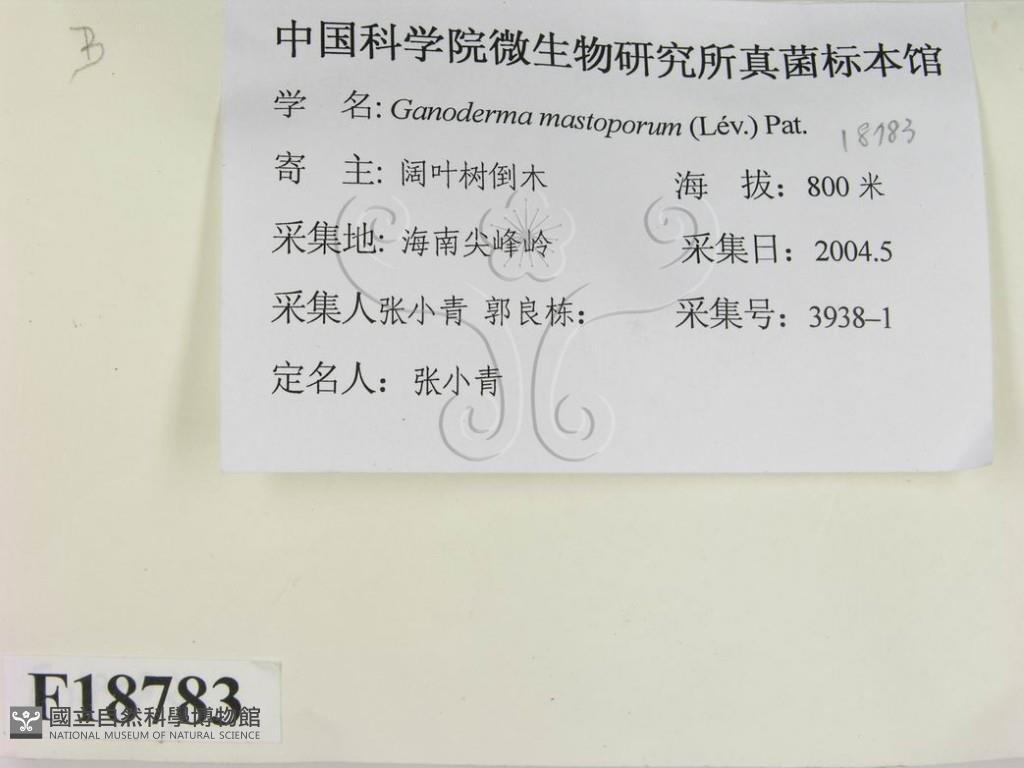 B
中国科学院微生物研究所真菌标本馆
学 名: Ganoderma mastoporum (Lév.) Pat.
18783
寄 主: 阔叶树倒木 海 拔: 800 米
采集地: 海南尖峰岭 采集日: 2004.5
采集人张小青 郭良栋: 采集号: 3938–1
定名人: 张小青
F18783
國立自然科學博物館
NATIONAL MUSEUM OF NATURAL SCIENCE